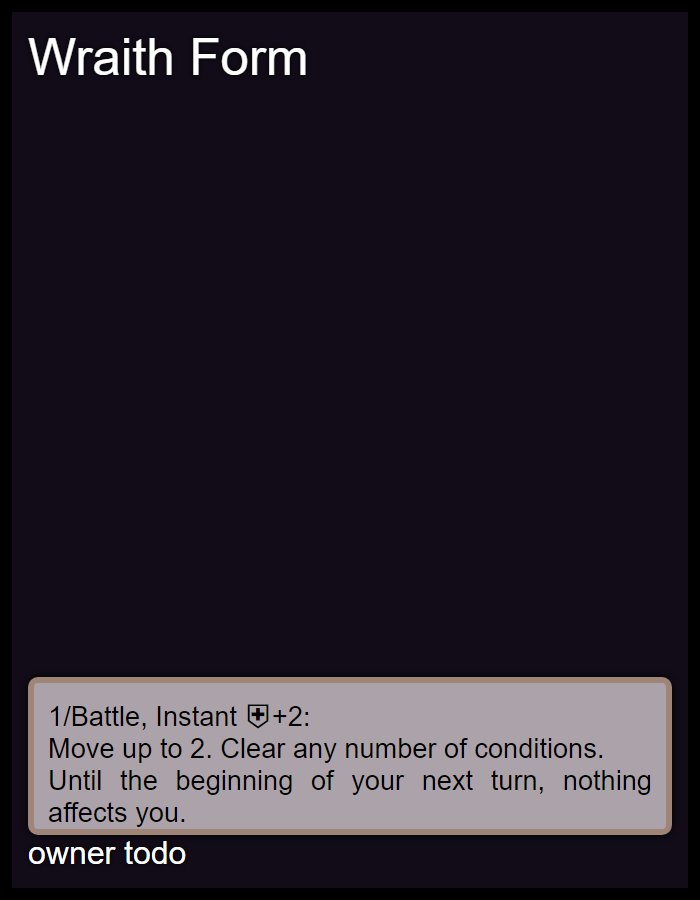 Wraith Form
1/Battle, Instant ⛨+2:
Move up to 2. Clear any number of conditions.
Until the beginning of your next turn, nothing
affects you.
owner todo